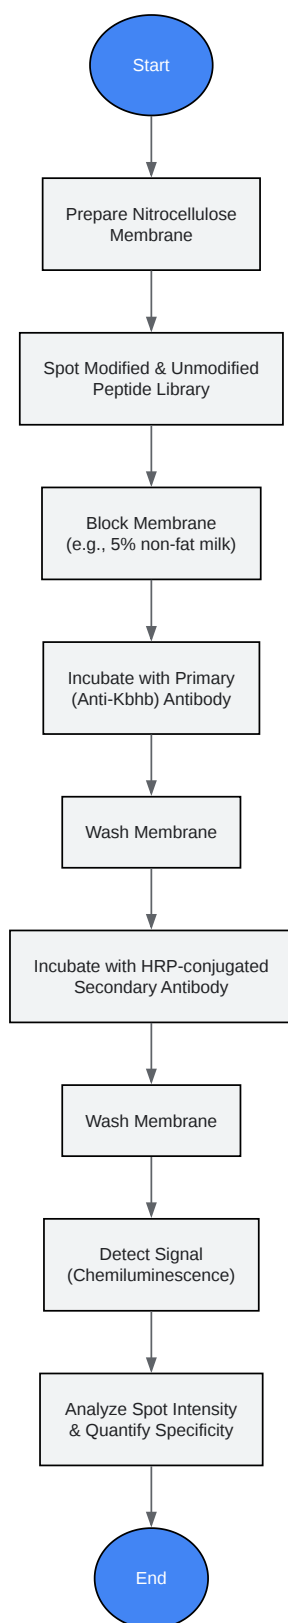 Start
Prepare Nitrocellulose
Membrane
Spot Modified & Unmodified
Peptide Library
Block Membrane
(e.g., 5% non-fat milk)
Incubate with Primary
(Anti-Kbhb) Antibody
Wash Membrane
Incubate with HRP-conjugated
Secondary Antibody
Wash Membrane
Detect Signal
(Chemiluminescence)
Analyze Spot Intensity
& Quantify Specificity
End